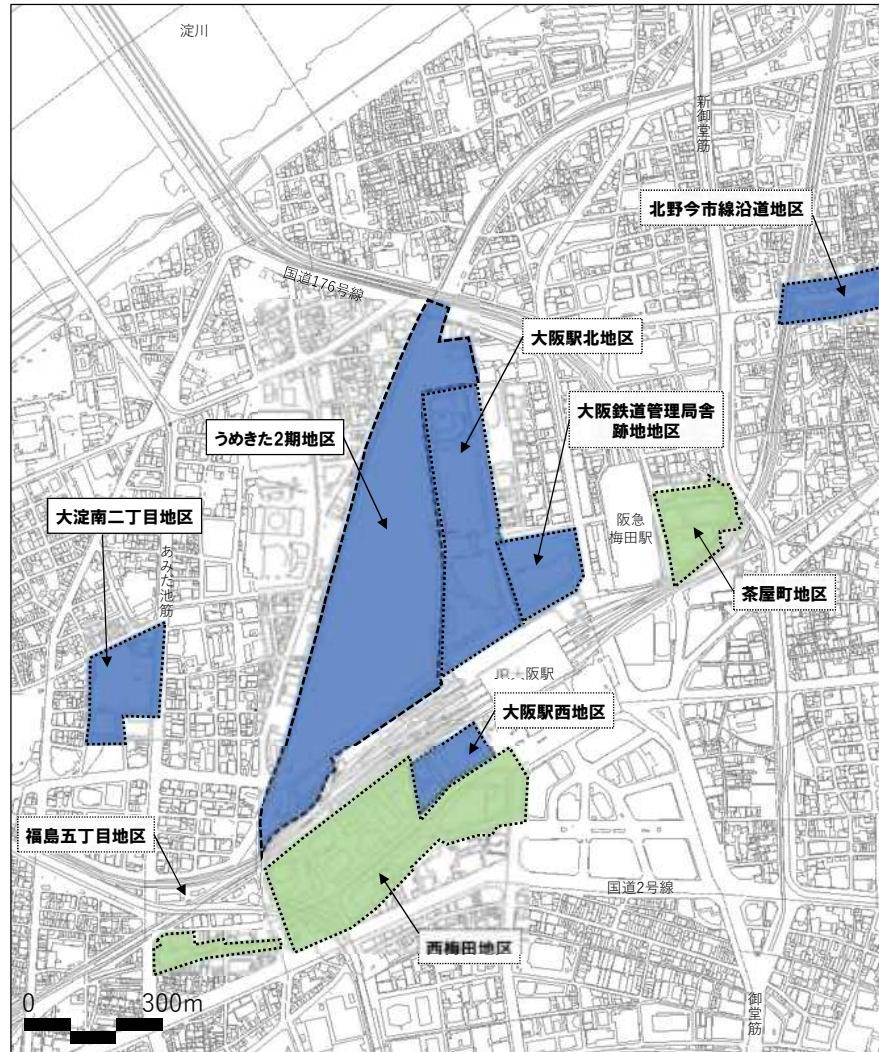 淀川
新御堂筋
北野今市線沿道地区
国道176号線
大阪駅北地区
大阪鉄道管理局舎
跡地地区
うめきた2期地区
大淀南二丁目地区
あみだ池筋
阪急
梅田駅
茶屋町地区
JR大阪駅
大阪駅西地区
福島五丁目地区
国道2号線
西梅田地区
御堂筋
0 300m